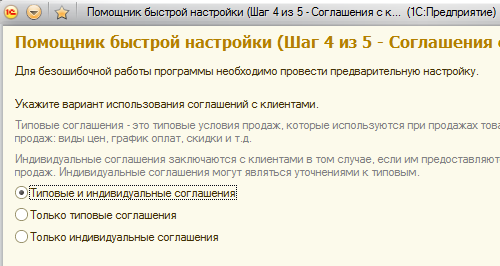 Помощник быстрой настройки (Шаг 4 из 5 - Соглашения с к... (1С:Предприятие)
Помощник быстрой настройки (Шаг 4 из 5 - Соглашения
Для безошибочной работы программы необходимо провести предварительную настройку.
Укажите вариант использования соглашений с клиентами.
Типовые соглашения - это типовые условия продаж, которые используются при продажах
продаж: виды цен, график оплат, скидки и т.д.
Индивидуальные соглашения заключаются с клиентами в том случае, если им
продаж. Индивидуальные соглашения могут являться уточнениями к типовым.
Типовые и индивидуальные соглашения
Только типовые соглашения
Только индивидуальные соглашения